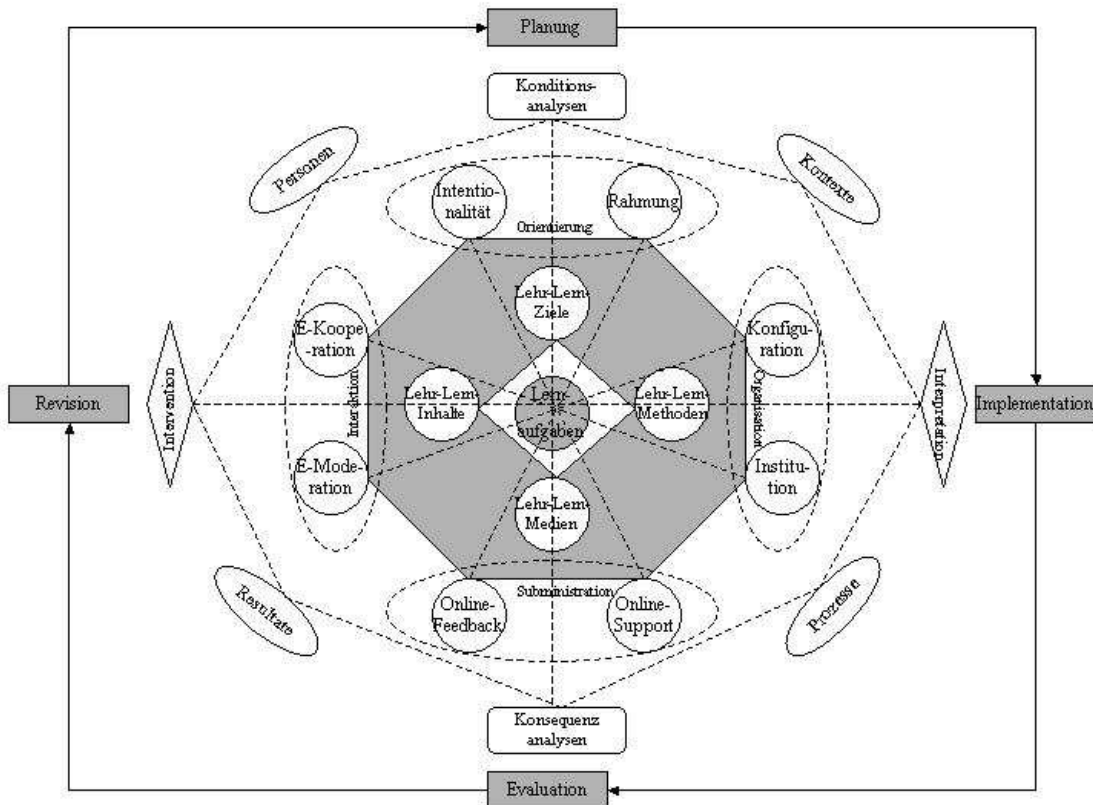 Planung
Konditions-
analysen
Personen
Kontexte
Intentio-
nalität
Rahmung
Orientierung
Lehr-Lern-
Ziele
E-Koope
-ration
Konfigu-
ration
Intervention
Interaktion
Lehr-Lern-
Inhalte
Lern-
aufgaben
Lehr-Lern-
Methoden
Organisation
Interpretation
Revision
Implementation
E-Mode-
ration
Institu-
tion
Lehr-Lern-
Medien
Subministration
Online-
Feedback
Online-
Support
Resultate
Prozesse
Konsequenz
analysen
Evaluation